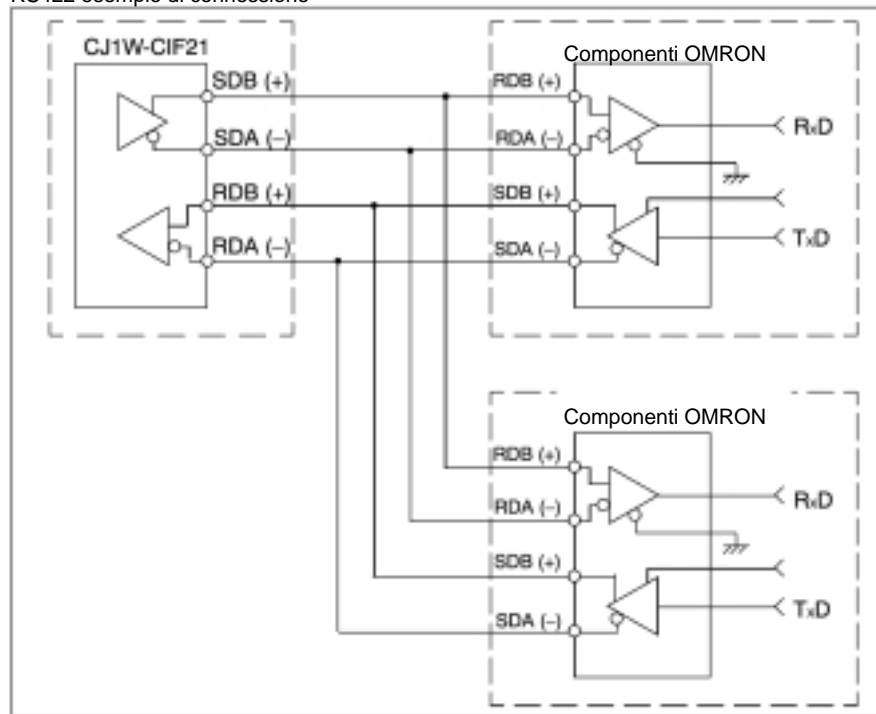 RS422 esempio di connessione
CJ1W-CIF21
SDB (+)
SDA (−)
RDB (+)
RDA (−)
Componenti OMRON
RDB (+)
RDA (−)
SDB (+)
SDA (−)
RxD
TxD
Componenti OMRON
RDB (+)
RDA (−)
SDB (+)
SDA (−)
RxD
TxD